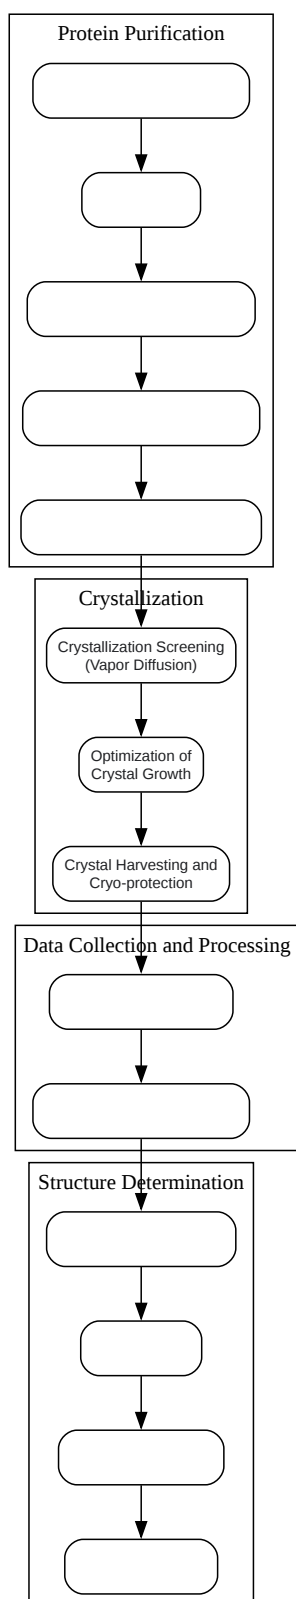 Protein Purification
Crystallization
Crystallization Screening
(Vapor Diffusion)
Optimization of
Crystal Growth
Crystal Harvesting and
Cryo-protection
Data Collection and Processing
Structure Determination